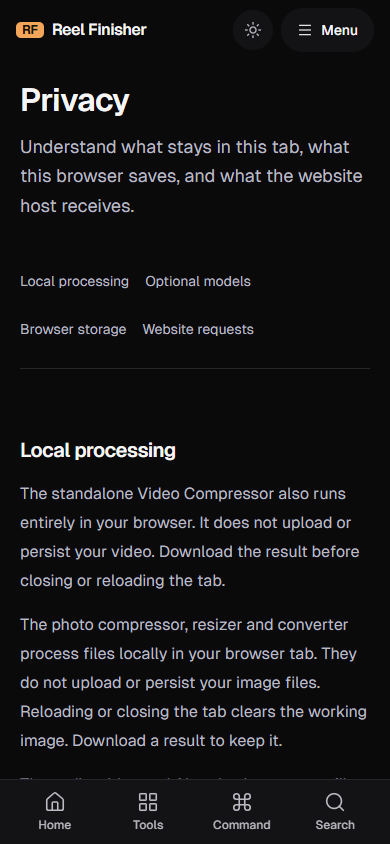 RF Reel Finisher
Menu
Privacy
Understand what stays in this tab, what
this browser saves, and what the website
host receives.
Local processing Optional models
Browser storage Website requests
Local processing
The standalone Video Compressor also runs
entirely in your browser. It does not upload or
persist your video. Download the result before
closing or reloading the tab.
The photo compressor, resizer and converter
process files locally in your browser tab. They
do not upload or persist your image files.
Reloading or closing the tab clears the working
image. Download a result to keep it.
Home Tools Command Search